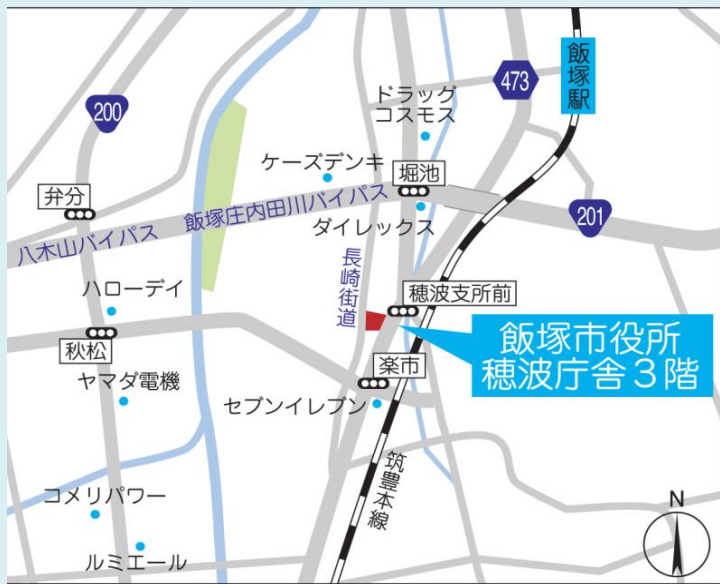 飯塚駅
473
ドラッグ
コスモス
200
ケーズデンキ
堀池
弁分
飯塚庄内田川バイパス
八木山バイパス
ダイレックス
201
長崎街道
ハローデイ
穂波支所前
秋松
飯塚市役所
穂波庁舎3階
楽市
ヤマダ電機
セブンイレブン
筑豊本線
コメリパワー
N
ルミエール